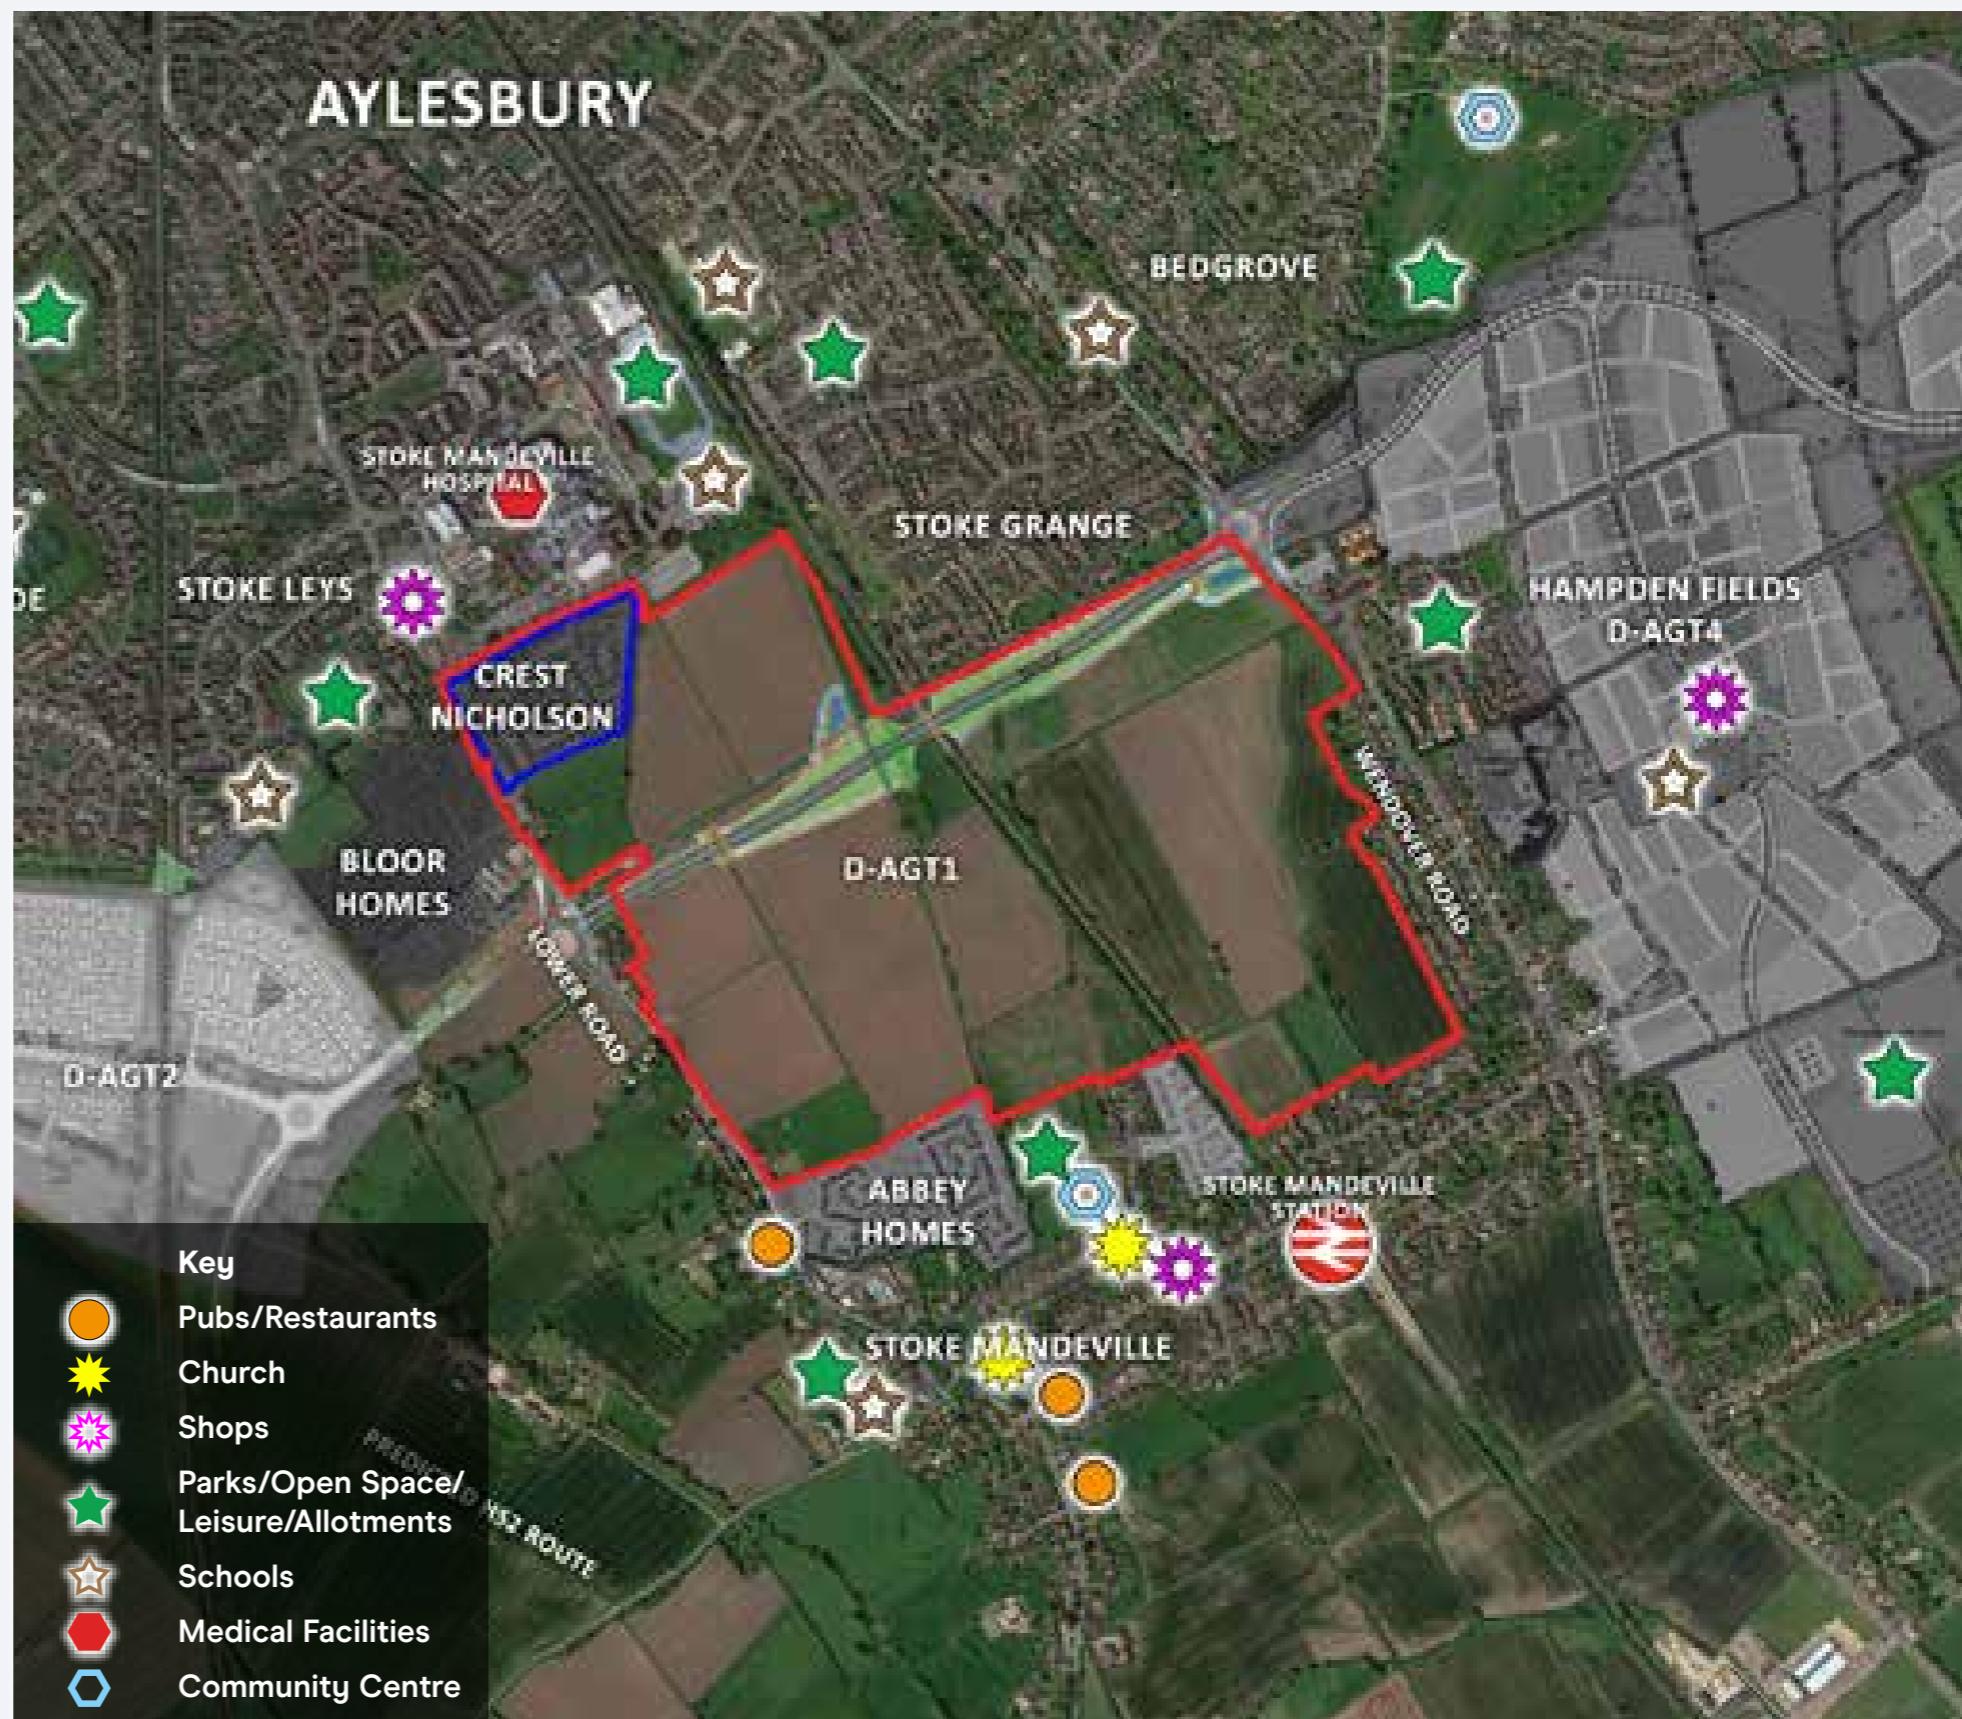 AYLESBURY
BEDGROVE
STOKE MANDEVILLE
HOSPITAL
STOKE GRANGE
STOKE LEYS
DE
HAMPDEN FIELDS
D-AGT4
CREST
NICHOLSON
WENDOVER ROAD
BLOOR
HOMES
D-AGT1
LOWER ROAD
D-AGT2
ABBEY
HOMES
STOKE MANDEVILLE
STATION
STOKE MANDEVILLE
Key
Pubs/Restaurants
Church
Shops
Parks/Open Space/
Leisure/Allotments
Schools
Medical Facilities
Community Centre
PREDICTED HS2 ROUTE